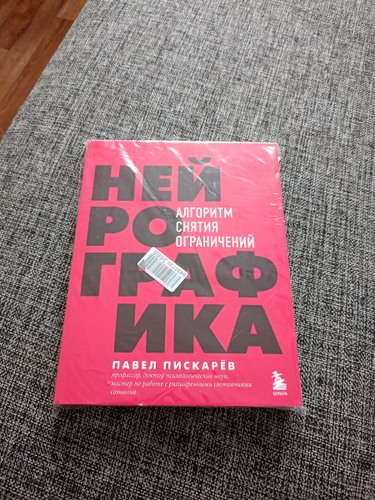 НЕЙ
РО
ГРАФ
ИКА
АЛГОРИТМ
СНЯТИЯ
ОГРАНИЧЕНИЙ
ПАВЕЛ ПИСКАРЁВ
профессор, доктор психологических наук,
мастер по работе с расширенными состояниями
сознания